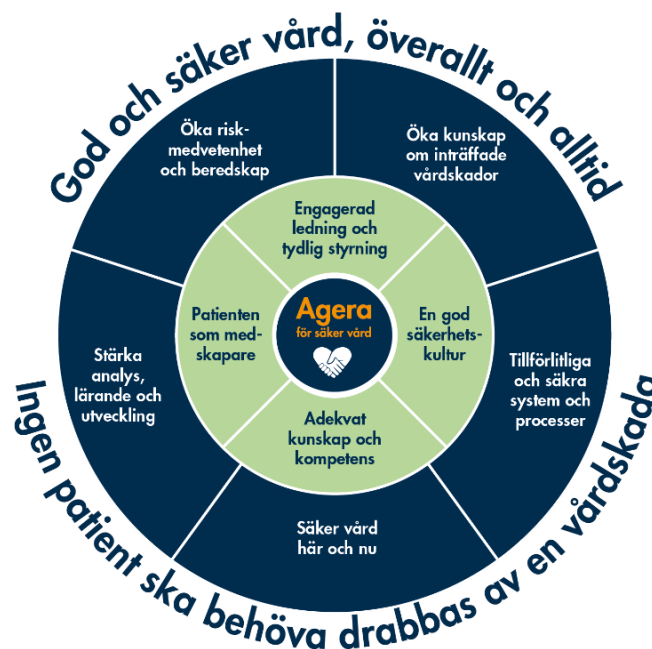 God och säker vård, överallt och alltid
Öka risk-
medvetenhet
och beredskap
Öka kunskap
om inträffade
vårdskador
Engagerad
ledning och
tydlig styrning
Patienten
som med-
skapare
Agera
för säker vård
En god
säkerhets-
kultur
Stärka
analys,
lärande och
utveckling
Tillförlitliga
och säkra
system och
processer
Adekvat
kunskap och
kompetens
Säker vård
här och nu
Ingen patient ska behöva drabbas av en vårdskada